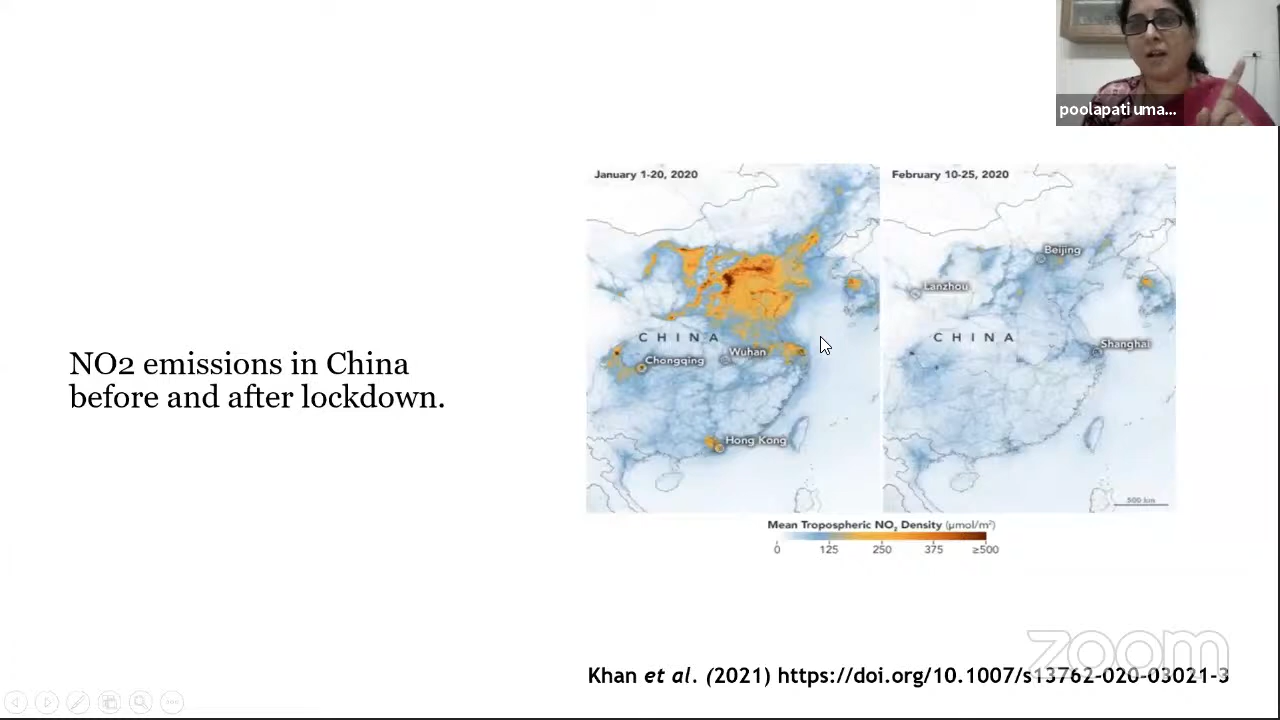 poolapati uma...
January 1-20, 2020
February 10-25, 2020
Beijing
Lanzhou
CHINA
CHINA
Shanghai
Wuhan
Chongqing
Hong Kong
500 km
NO2 emissions in China
before and after lockdown.
Mean Tropospheric NO₂ Density (µmol/m²)
0 125 250 375 ≥500
zoom
Khan et al. (2021) https://doi.org/10.1007/s13762-020-03021-3